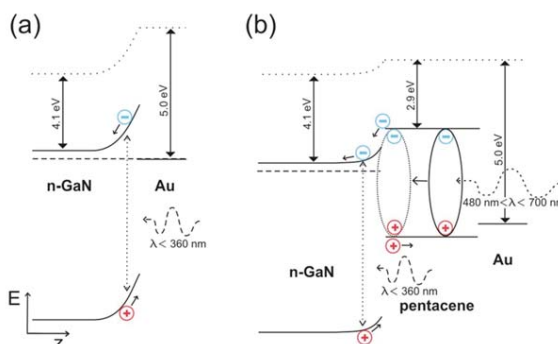 (a)
4.1 eV
5.0 eV
n-GaN
Au
λ< 360 nm
E
Z
(b)
4.1 eV
2.9 eV
5.0 eV
480 nm<λ< 700 nm
n-GaN
λ< 360 nm
Au
pentacene